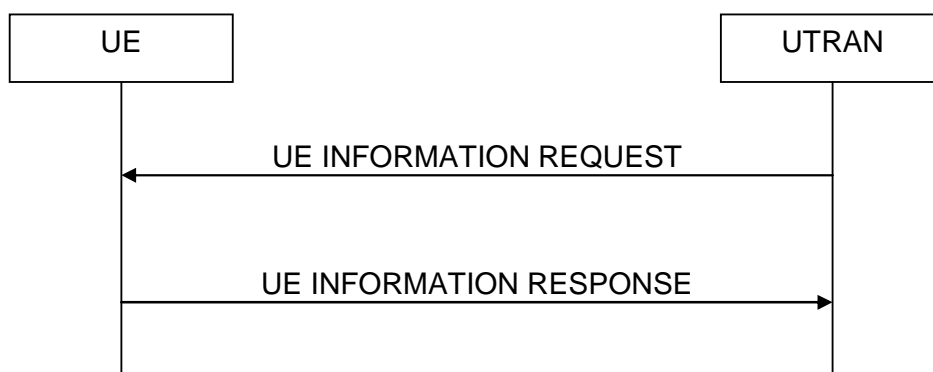 UE
UTRAN
UE INFORMATION REQUEST
UE INFORMATION RESPONSE